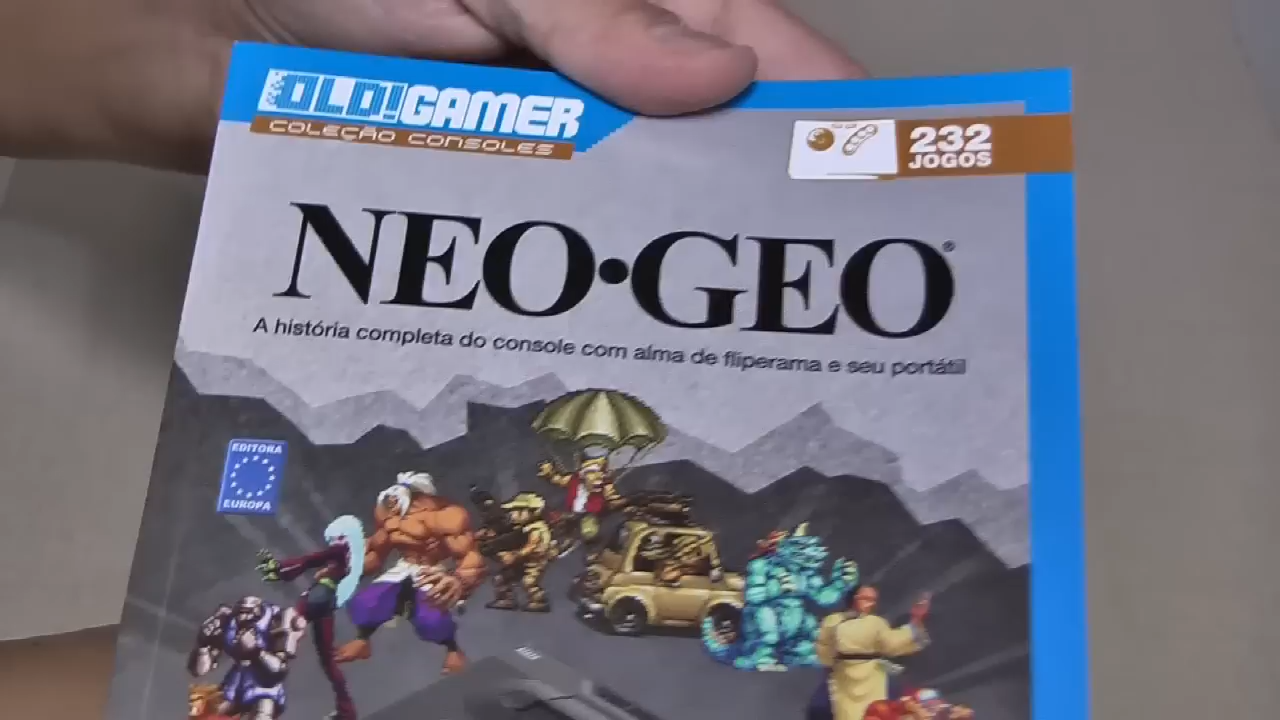 OLD!GAMER
COLEÇÃO CONSOLES
232
JOGOS
NEO•GEO®
A história completa do console com alma de fliperama e seu portátil
EDITORA
EUROPA